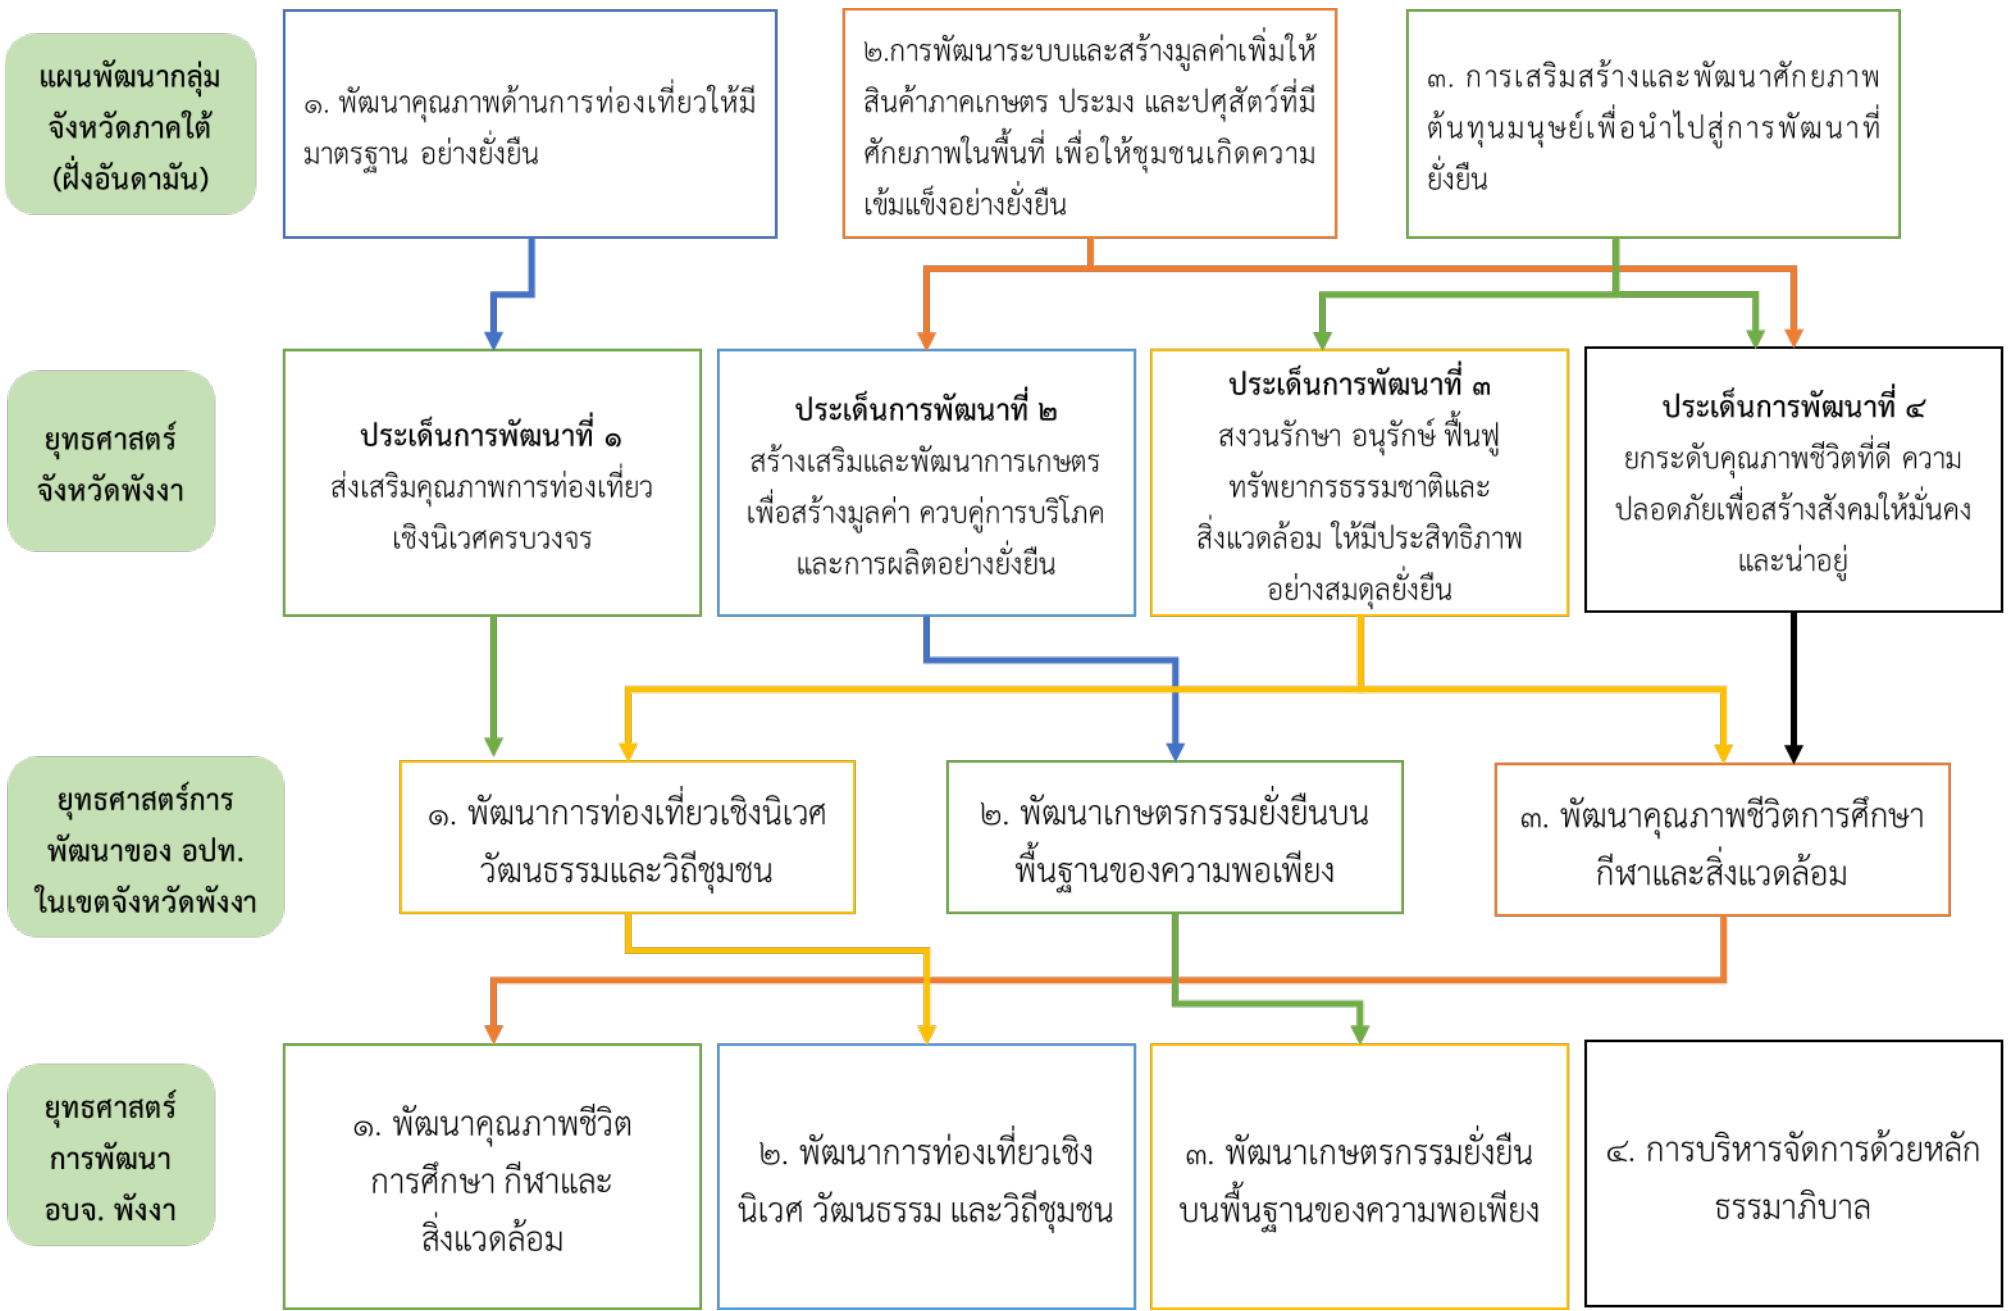 แผนพัฒนากลุ่ม
จังหวัดภาคใต้
(ฝั่งอันดามัน)
๑. พัฒนาคุณภาพด้านการท่องเที่ยวให้มี
มาตรฐาน อย่างยั่งยืน
๒.การพัฒนาระบบและสร้างมูลค่าเพิ่มให้
สินค้าภาคเกษตร ประมง และปศุสัตว์ที่มี
ศักยภาพในพื้นที่ เพื่อให้ชุมชนเกิดความ
เข้มแข็งอย่างยั่งยืน
๓. การเสริมสร้างและพัฒนาศักยภาพ
ต้นทุนมนุษย์เพื่อนำไปสู่การพัฒนาที่
ยั่งยืน
ยุทธศาสตร์
จังหวัดพังงา
ประเด็นการพัฒนาที่ ๑
ส่งเสริมคุณภาพการท่องเที่ยว
เชิงนิเวศครบวงจร
ประเด็นการพัฒนาที่ ๒
สร้างเสริมและพัฒนาการเกษตร
เพื่อสร้างมูลค่า ควบคู่การบริโภค
และการผลิตอย่างยั่งยืน
ประเด็นการพัฒนาที่ ๓
สงวนรักษา อนุรักษ์ ฟื้นฟู
ทรัพยากรธรรมชาติและ
สิ่งแวดล้อม ให้มีประสิทธิภาพ
อย่างสมดุลยั่งยืน
ประเด็นการพัฒนาที่ ๔
ยกระดับคุณภาพชีวิตที่ดี ความ
ปลอดภัยเพื่อสร้างสังคมให้มั่นคง
และน่าอยู่
ยุทธศาสตร์การ
พัฒนาของ อปท.
ในเขตจังหวัดพังงา
๑. พัฒนาการท่องเที่ยวเชิงนิเวศ
วัฒนธรรมและวิถีชุมชน
๒. พัฒนาเกษตรกรรมยั่งยืนบน
พื้นฐานของความพอเพียง
๓. พัฒนาคุณภาพชีวิตการศึกษา
กีฬาและสิ่งแวดล้อม
ยุทธศาสตร์
การพัฒนา
อบจ. พังงา
๑. พัฒนาคุณภาพชีวิต
การศึกษา กีฬาและ
สิ่งแวดล้อม
๒. พัฒนาการท่องเที่ยวเชิง
นิเวศ วัฒนธรรม และวิถีชุมชน
๓. พัฒนาเกษตรกรรมยั่งยืน
บนพื้นฐานของความพอเพียง
๔. การบริหารจัดการด้วยหลัก
ธรรมาภิบาล